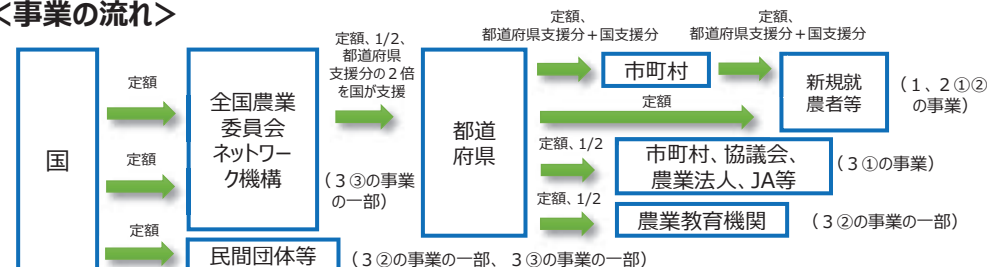 ＜事業の流れ＞
国
定額
定額
定額
全国農業
委員会
ネットワー
ク機構
民間団体等
（３②の事業の一部、３③の事業の一部）
定額、1/2、
都道府県
支援分の２倍
を国が支援
（３③の事業
の一部）
都道
府県
定額、
都道府県支援分＋国支援分
市町村
定額、
都道府県支援分＋国支援分
新規就
農者等
（１、２①②
の事業）
定額
定額、1/2
市町村、協議会、
農業法人、JA等
（３①の事業）
定額、1/2
農業教育機関
（３②の事業の一部）